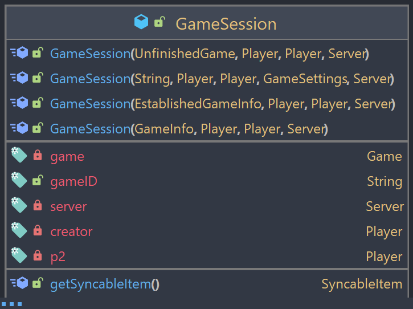 GameSession
GameSession(UnfinishedGame, Player, Player, Server)
GameSession(String, Player, Player, GameSettings, Server)
GameSession(EstablishedGameInfo, Player, Player, Server)
GameSession(GameInfo, Player, Player, Server)
game Game
gameID String
server Server
creator Player
p2 Player
getSyncableItem() SyncableItem